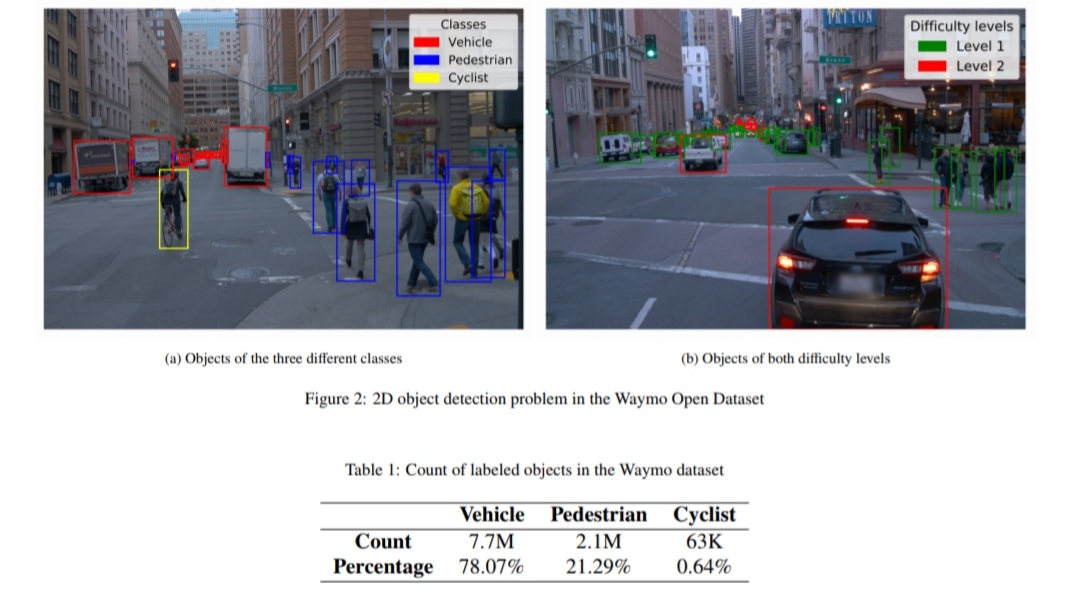 Classes
Vehicle
Pedestrian
Cyclist
Difficulty levels
Level 1
Level 2
(a) Objects of the three different classes
(b) Objects of both difficulty levels
Figure 2: 2D object detection problem in the Waymo Open Dataset
Table 1: Count of labeled objects in the Waymo dataset
Vehicle Pedestrian Cyclist
Count 7.7M 2.1M 63K
Percentage 78.07% 21.29% 0.64%